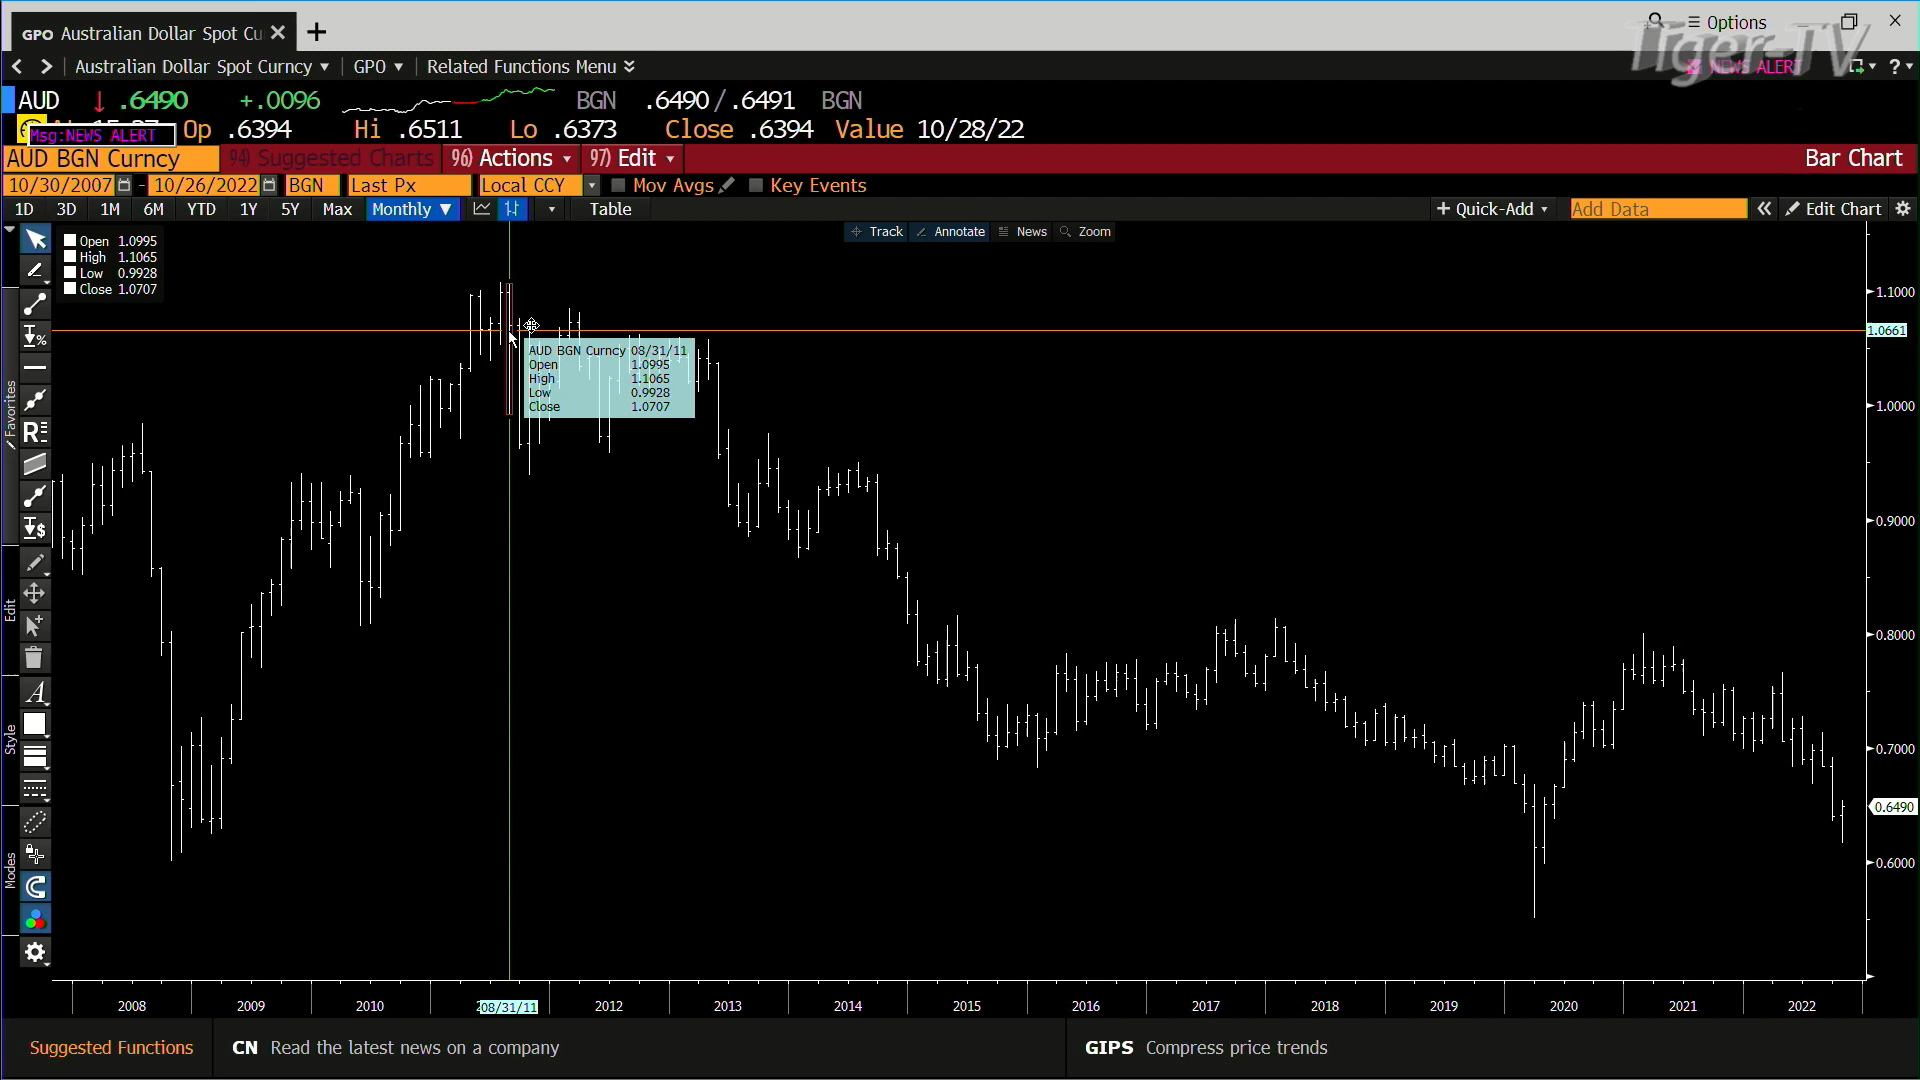 GPO Australian Dollar Spot Cu
Options
Tiger-TV
Australian Dollar Spot Curncy GPO Related Functions Menu
NEWS ALERT ?
AUD .6490 +.0096 BGN .6490/.6491 BGN
Msg:NEWS ALERT Op .6394 Hi .6511 Lo .6373 Close .6394 Value 10/28/22
AUD BGN Curncy 94) Suggested Charts 96) Actions 97) Edit Bar Chart
10/30/2007 - 10/26/2022 BGN Last Px Local CCY Mov Avgs Key Events
1D 3D 1M 6M YTD 1Y 5Y Max Monthly Table + Quick-Add Add Data Edit Chart
Track Annotate News Zoom
Open 1.0995
High 1.1065
Low 0.9928
Close 1.0707
1.1000
1.0661
AUD BGN Curncy 08/31/11
Open 1.0995
High 1.1065
Low 0.9928
Close 1.0707
1.0000
0.9000
0.8000
0.7000
0.6490
0.6000
Favorites
Edit
Style
Modes
2008 2009 2010 08/31/11 2012 2013 2014 2015 2016 2017 2018 2019 2020 2021 2022
Suggested Functions CN Read the latest news on a company GIPS Compress price trends